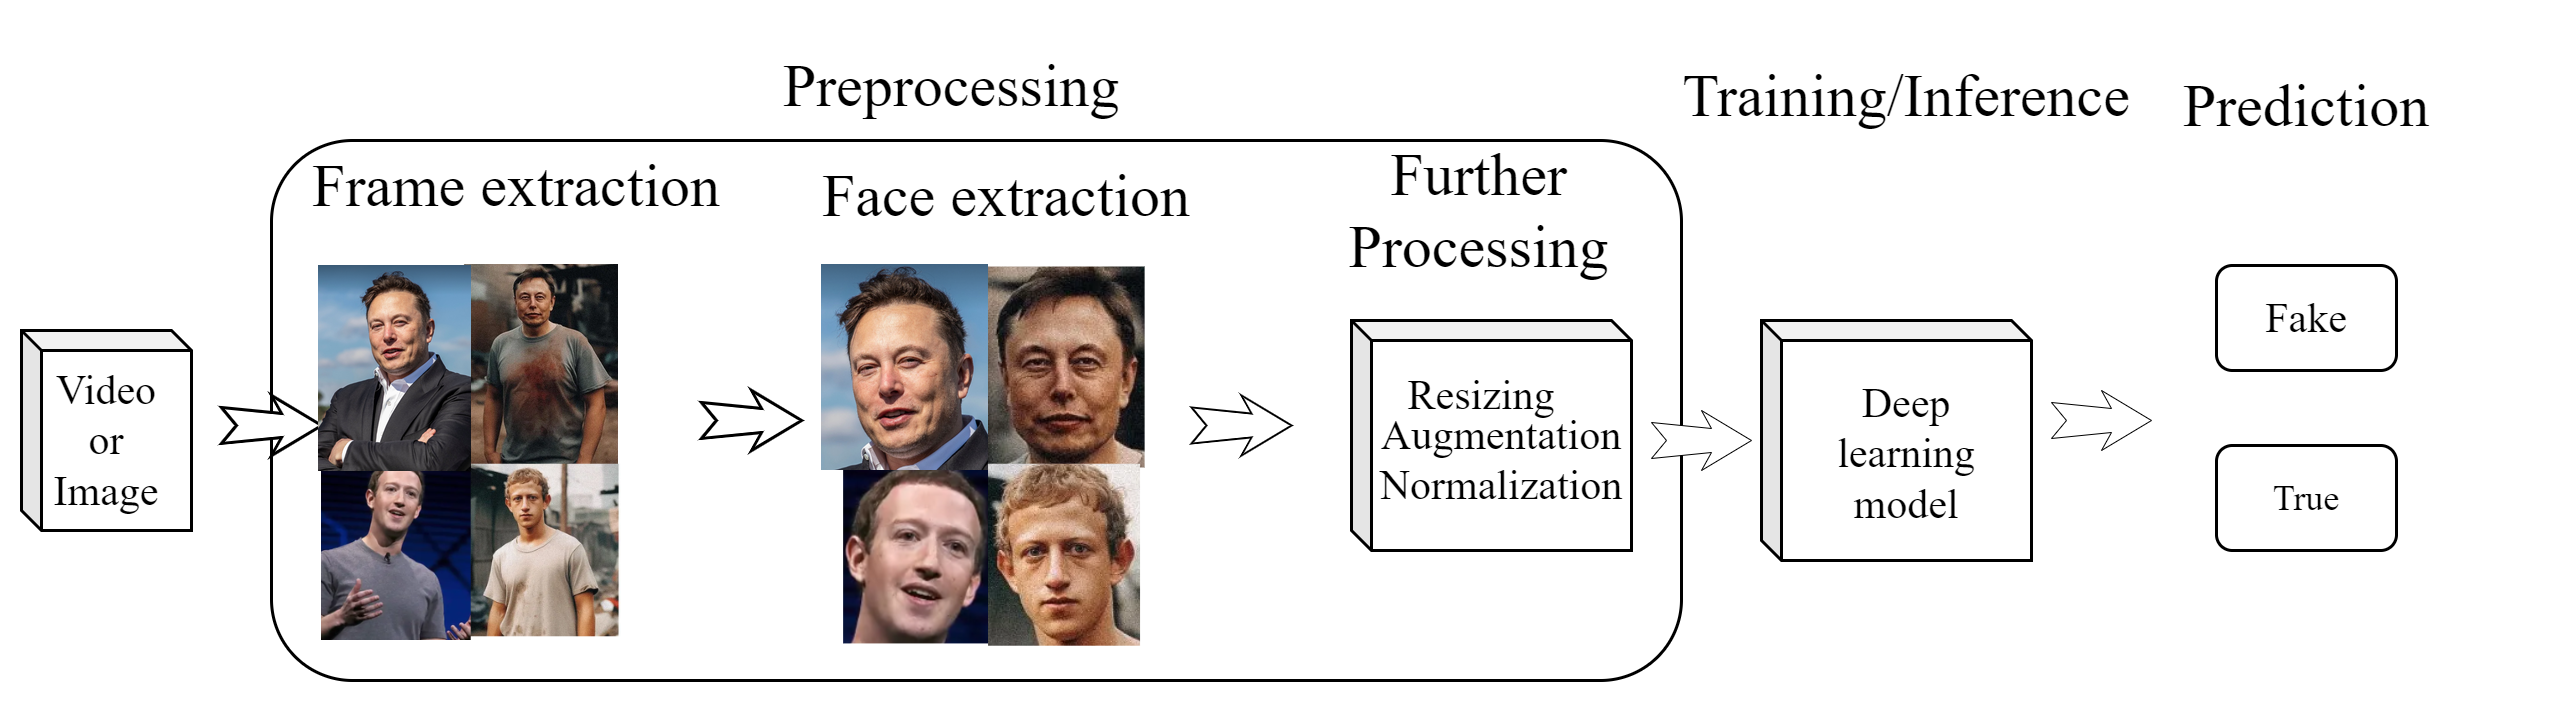 Preprocessing
Training/Inference
Prediction
Frame extraction
Face extraction
Further
Processing
Video
or
Image
Resizing
Augmentation
Normalization
Deep
learning
model
Fake
True